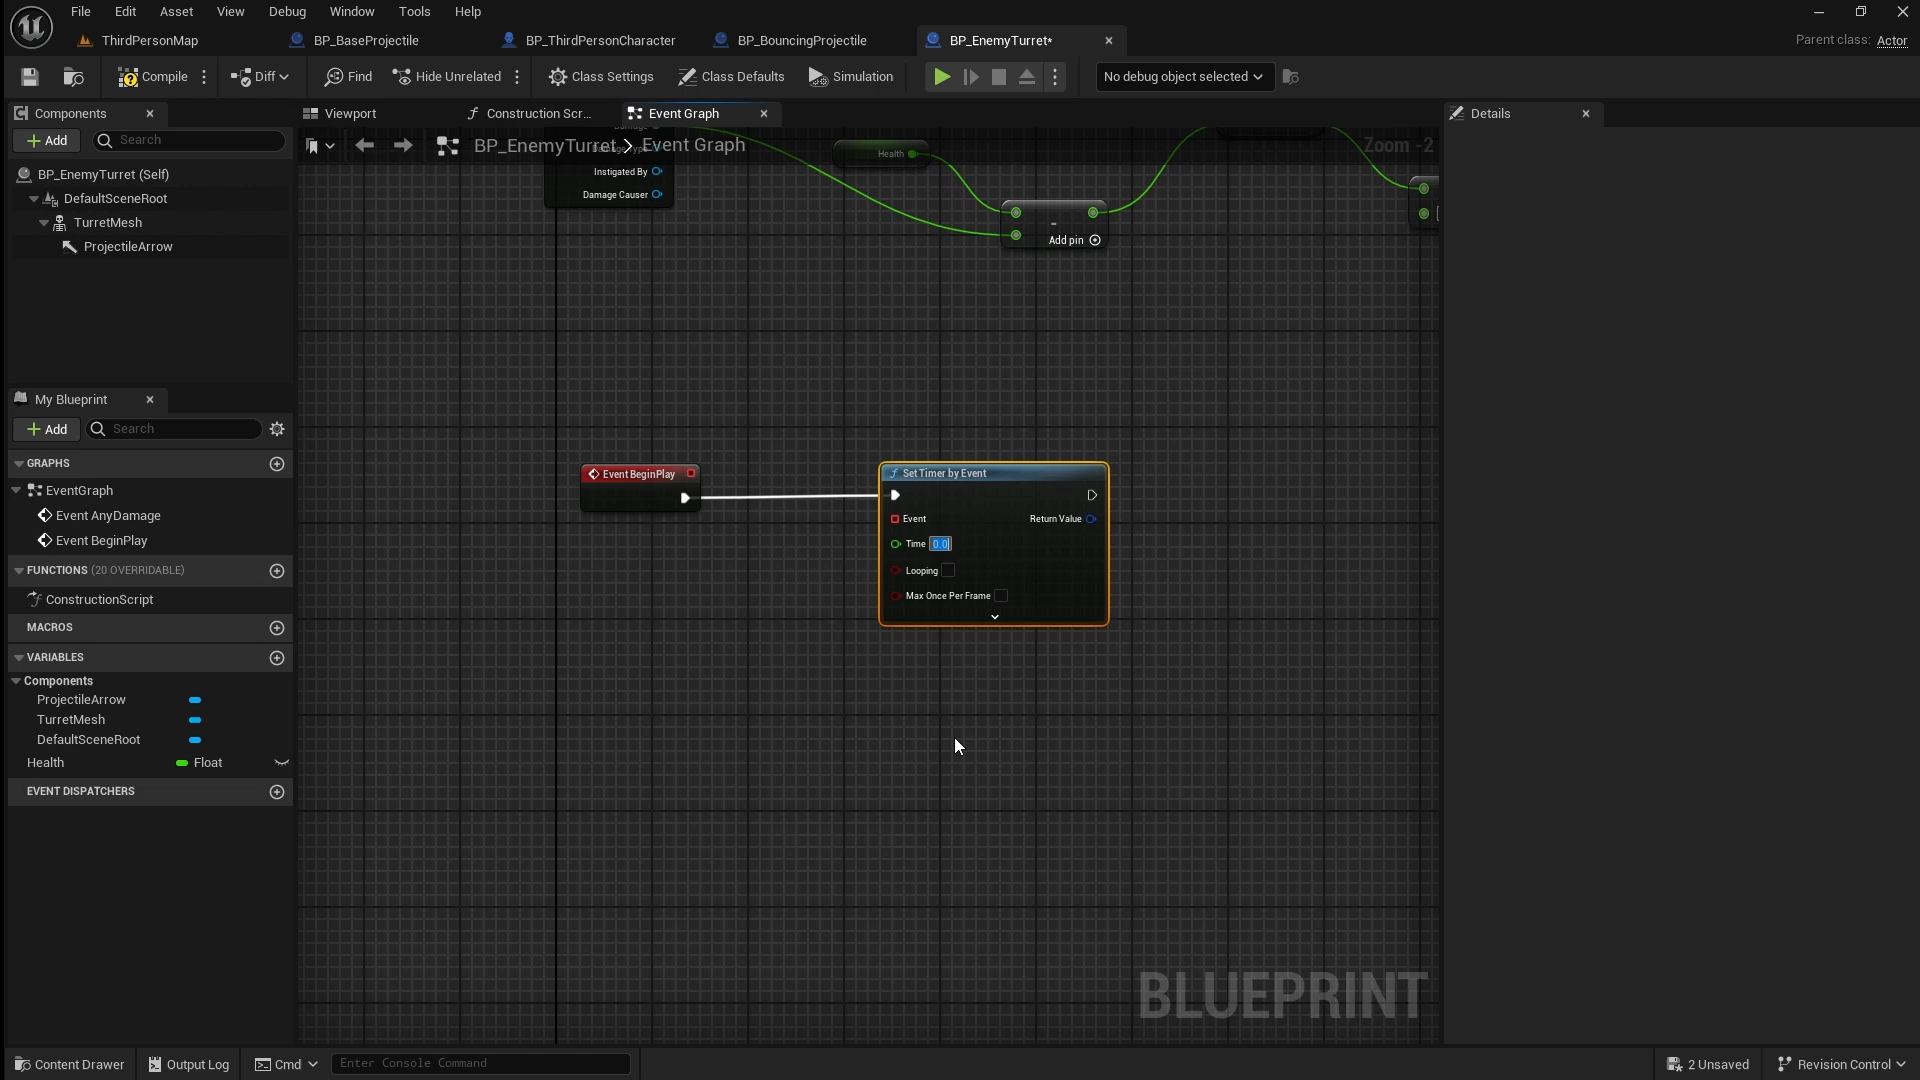 File Edit Asset View Debug Window Tools Help
ThirdPersonMap BP_BaseProjectile BP_ThirdPersonCharacter BP_BouncingProjectile BP_EnemyTurret* Parent class: Actor
Compile Diff Find Hide Unrelated Class Settings Class Defaults Simulation No debug object selected
Components Viewport Construction Scr... Event Graph Details
Add Search
BP_EnemyTurret > Event Graph Zoom -2
BP_EnemyTurret (Self)
DefaultSceneRoot
TurretMesh
ProjectileArrow
Health
Instigated By
Damage Causer
-
Add pin
My Blueprint
Add Search
GRAPHS
EventGraph
Event AnyDamage
Event BeginPlay
FUNCTIONS (20 OVERRIDABLE)
ConstructionScript
MACROS
VARIABLES
Components
ProjectileArrow
TurretMesh
DefaultSceneRoot
Health Float
EVENT DISPATCHERS
Event BeginPlay
Set Timer by Event
Event Return Value
Time 0.0
Looping
Max Once Per Frame
BLUEPRINT
Content Drawer Output Log Cmd Enter Console Command 2 Unsaved Revision Control